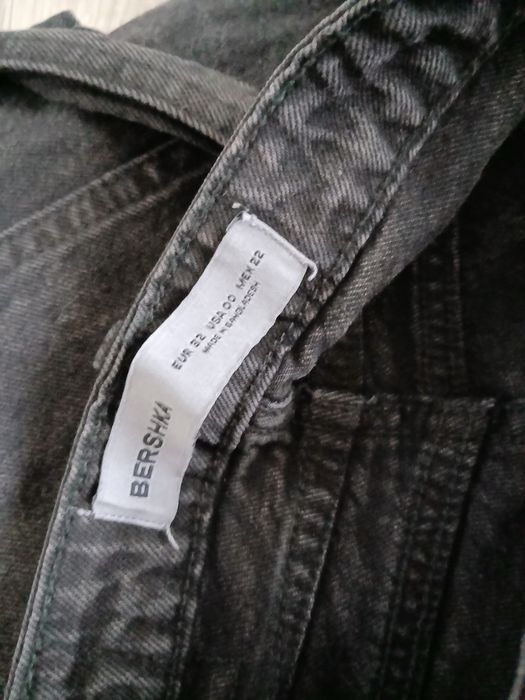 BERSHKA
EUR 32 USA 00 MEX 22
MADE IN BANGLADESH